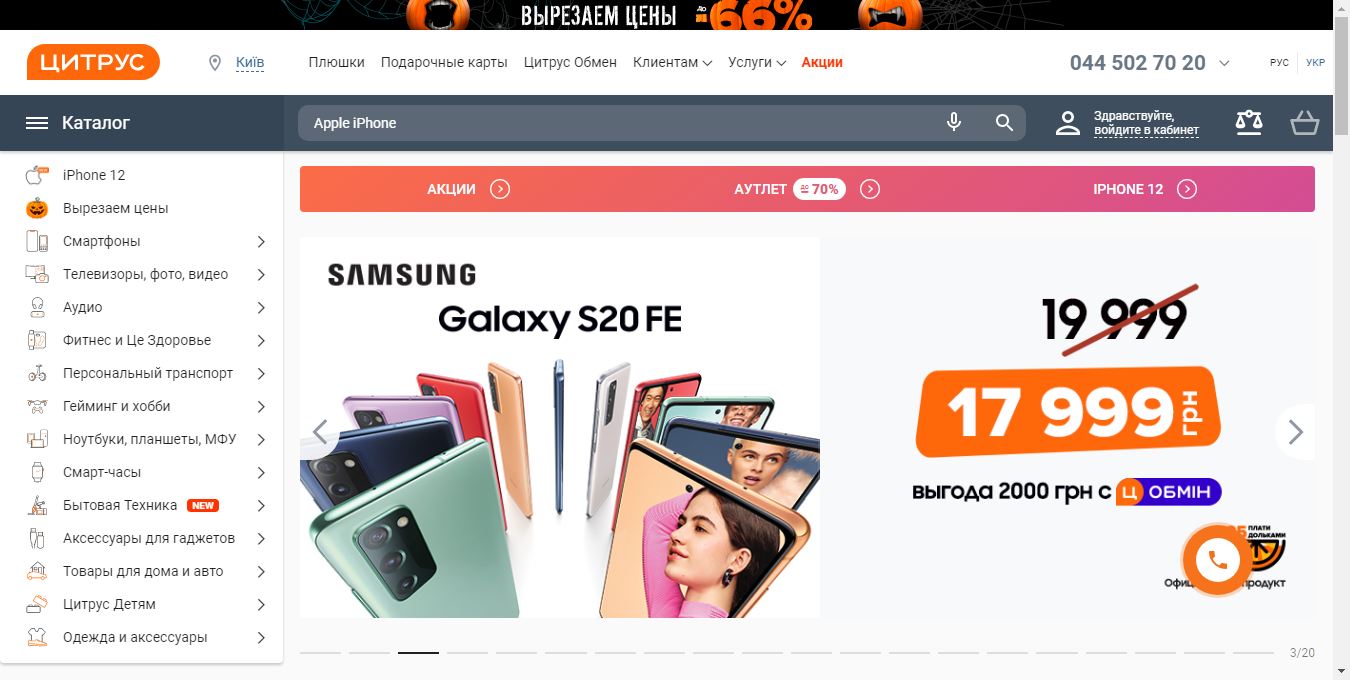 ВЫРЕЗАЕМ ЦЕНЫ до -66%
ЦИТРУС
Київ
Плюшки
Подарочные карты
Цитрус Обмен
Клиентам
Услуги
Акции
044 502 70 20
РУС
УКР
Каталог
Apple iPhone
Здравствуйте,
войдите в кабинет
iPhone 12
Вырезаем цены
Смартфоны
Телевизоры, фото, видео
Аудио
Фитнес и Це Здоровье
Персональный транспорт
Гейминг и хобби
Ноутбуки, планшеты, МФУ
Смарт-часы
Бытовая Техника NEW
Аксессуары для гаджетов
Товары для дома и авто
Цитрус Детям
Одежда и аксессуары
АКЦИИ
АУТЛЕТ до -70%
IPHONE 12
SAMSUNG
Galaxy S20 FE
19 999
17 999 грн
выгода 2000 грн с Ц ОБМІН
ПЛАТИ
ДОЛЬКАМИ
3/20